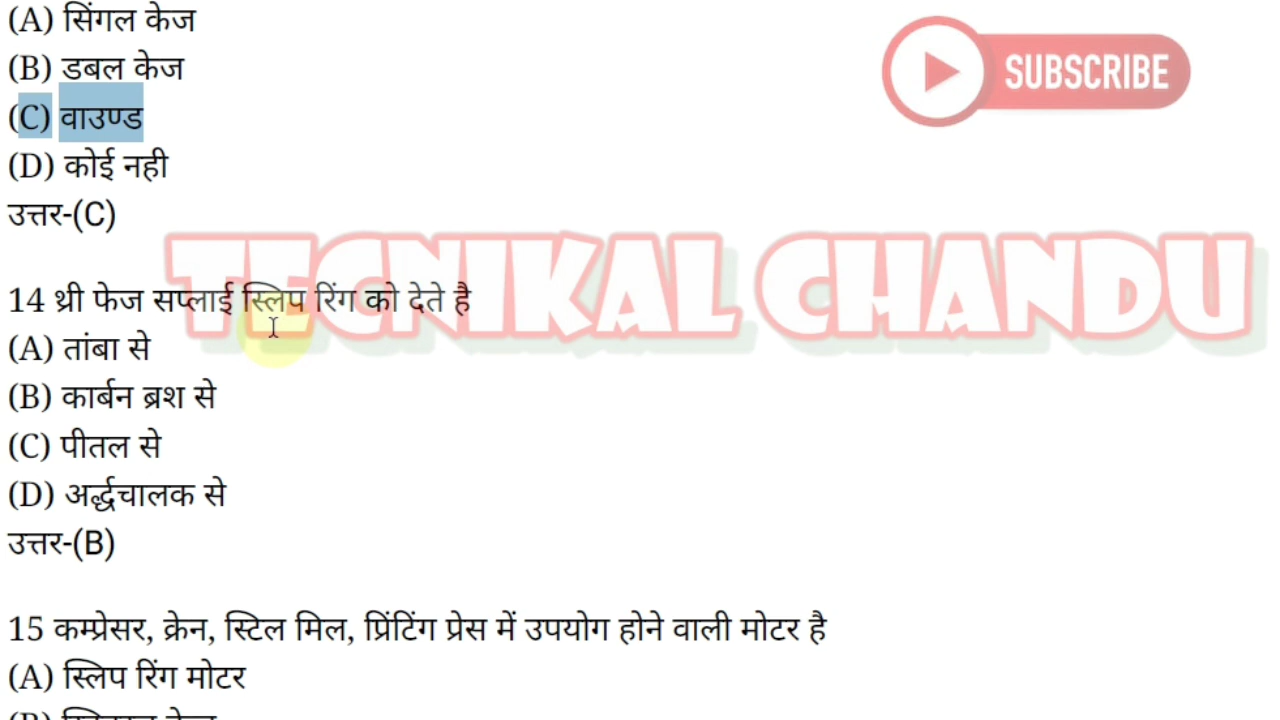 (A) सिंगल केज
(B) डबल केज
(C) वाउण्ड
(D) कोई नही
उत्तर-(C)
SUBSCRIBE
TECNIKAL CHANDU
14 थ्री फेज सप्लाई स्लिप रिंग को देते है
(A) तांबा से
(B) कार्बन ब्रश से
(C) पीतल से
(D) अर्द्धचालक से
उत्तर-(B)
15 कम्प्रेसर, क्रेन, स्टिल मिल, प्रिंटिंग प्रेस में उपयोग होने वाली मोटर है
(A) स्लिप रिंग मोटर